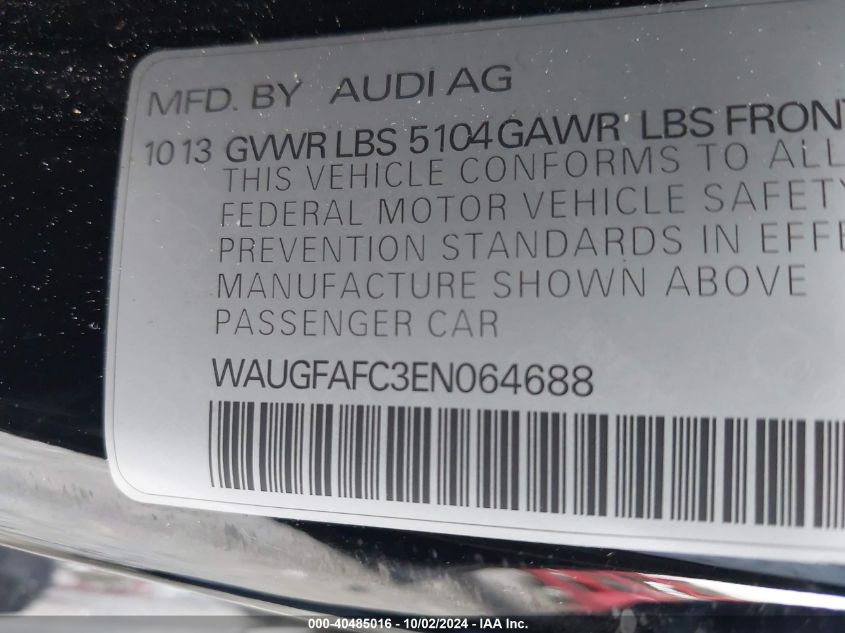 MFD. BY AUDI AG
10 13 GVWR LBS 5104 GAWR LBS FRONT
THIS VEHICLE CONFORMS TO ALL
FEDERAL MOTOR VEHICLE SAFETY
PREVENTION STANDARDS IN EFFE
MANUFACTURE SHOWN ABOVE
PASSENGER CAR
WAUGFAFC3EN064688
000-40485016 - 10/02/2024 - IAA Inc.